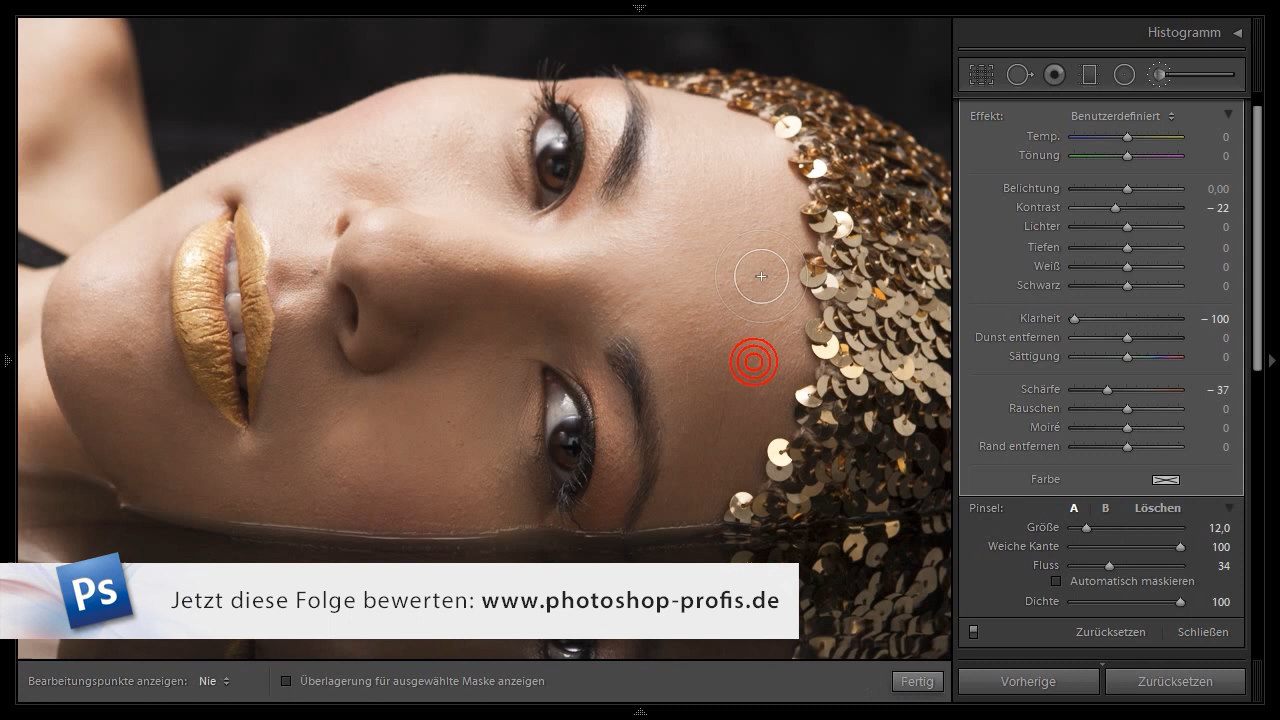 Histogramm
Effekt: Benutzerdefiniert
Temp. 0
Tönung 0
Belichtung 0,00
Kontrast – 22
Lichter 0
Tiefen 0
Weiß 0
Schwarz 0
Klarheit – 100
Dunst entfernen 0
Sättigung 0
Schärfe – 37
Rauschen 0
Moiré 0
Rand entfernen 0
Farbe
Pinsel: A B Löschen
Größe 12,0
Weiche Kante 100
Fluss 34
Automatisch maskieren
Dichte 100
Zurücksetzen Schließen
Vorherige Zurücksetzen
Ps
Jetzt diese Folge bewerten: www.photoshop-profis.de
Bearbeitungspunkte anzeigen: Nie Überlagerung für ausgewählte Maske anzeigen Fertig